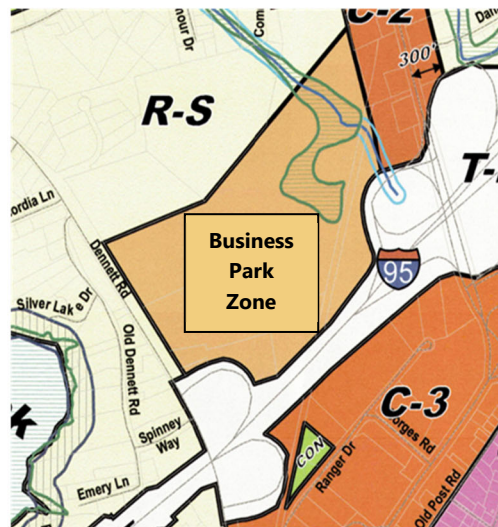 C-2
300'
R-S
T-
Dennett Rd
Business
Park
Zone
95
Silver Lake Dr
Old Dennett Rd
C-3
Spinney
Way
CON
Ranger Dr
Emery Ln
Old Post Rd